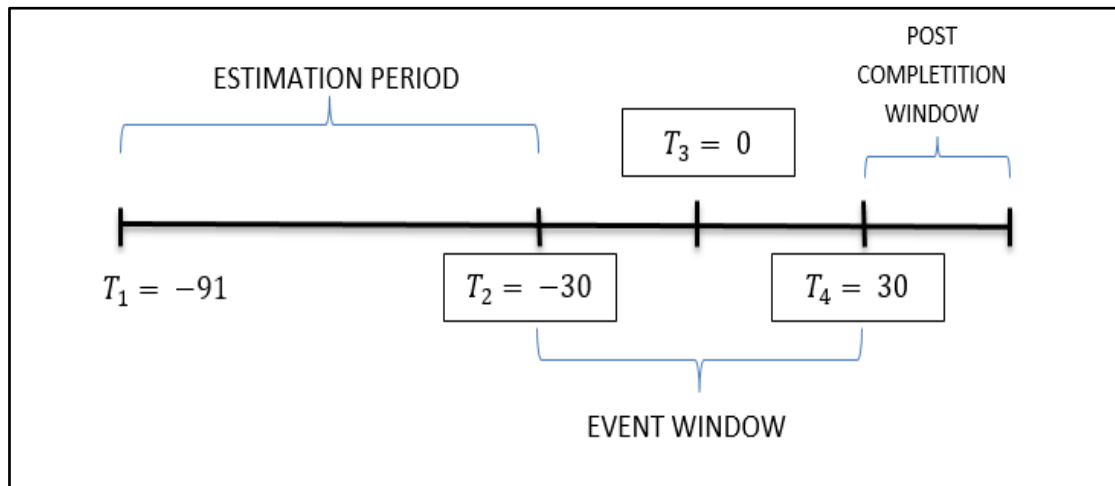 POST
COMPLETITION
WINDOW
ESTIMATION PERIOD
T₃ = 0
T₁ = −91
T₂ = −30
T₄ = 30
EVENT WINDOW